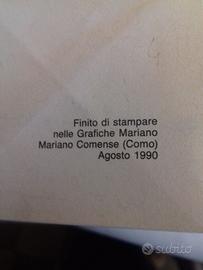 Finito di stampare
nelle Grafiche Mariano
Mariano Comense (Como)
Agosto 1990
subito